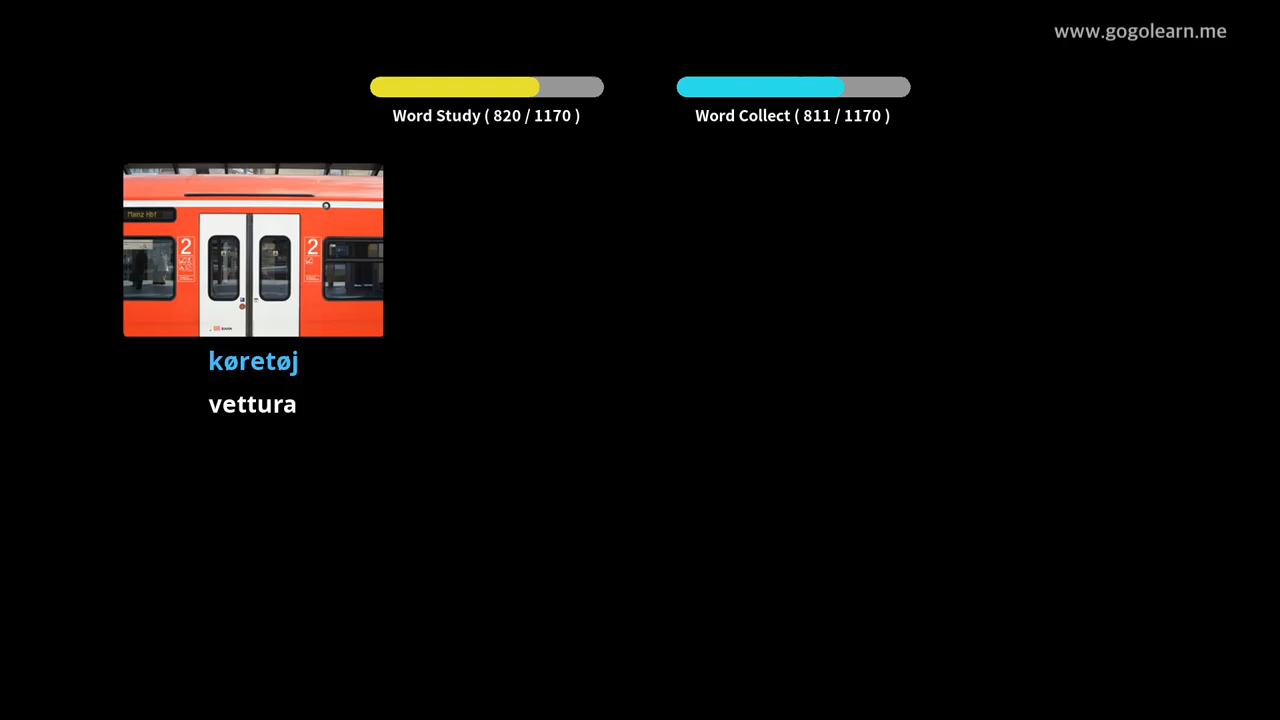 www.gogolearn.me
Word Study ( 820 / 1170 )
Word Collect ( 811 / 1170 )
Mainz Hbf
2
2
køretøj
vettura